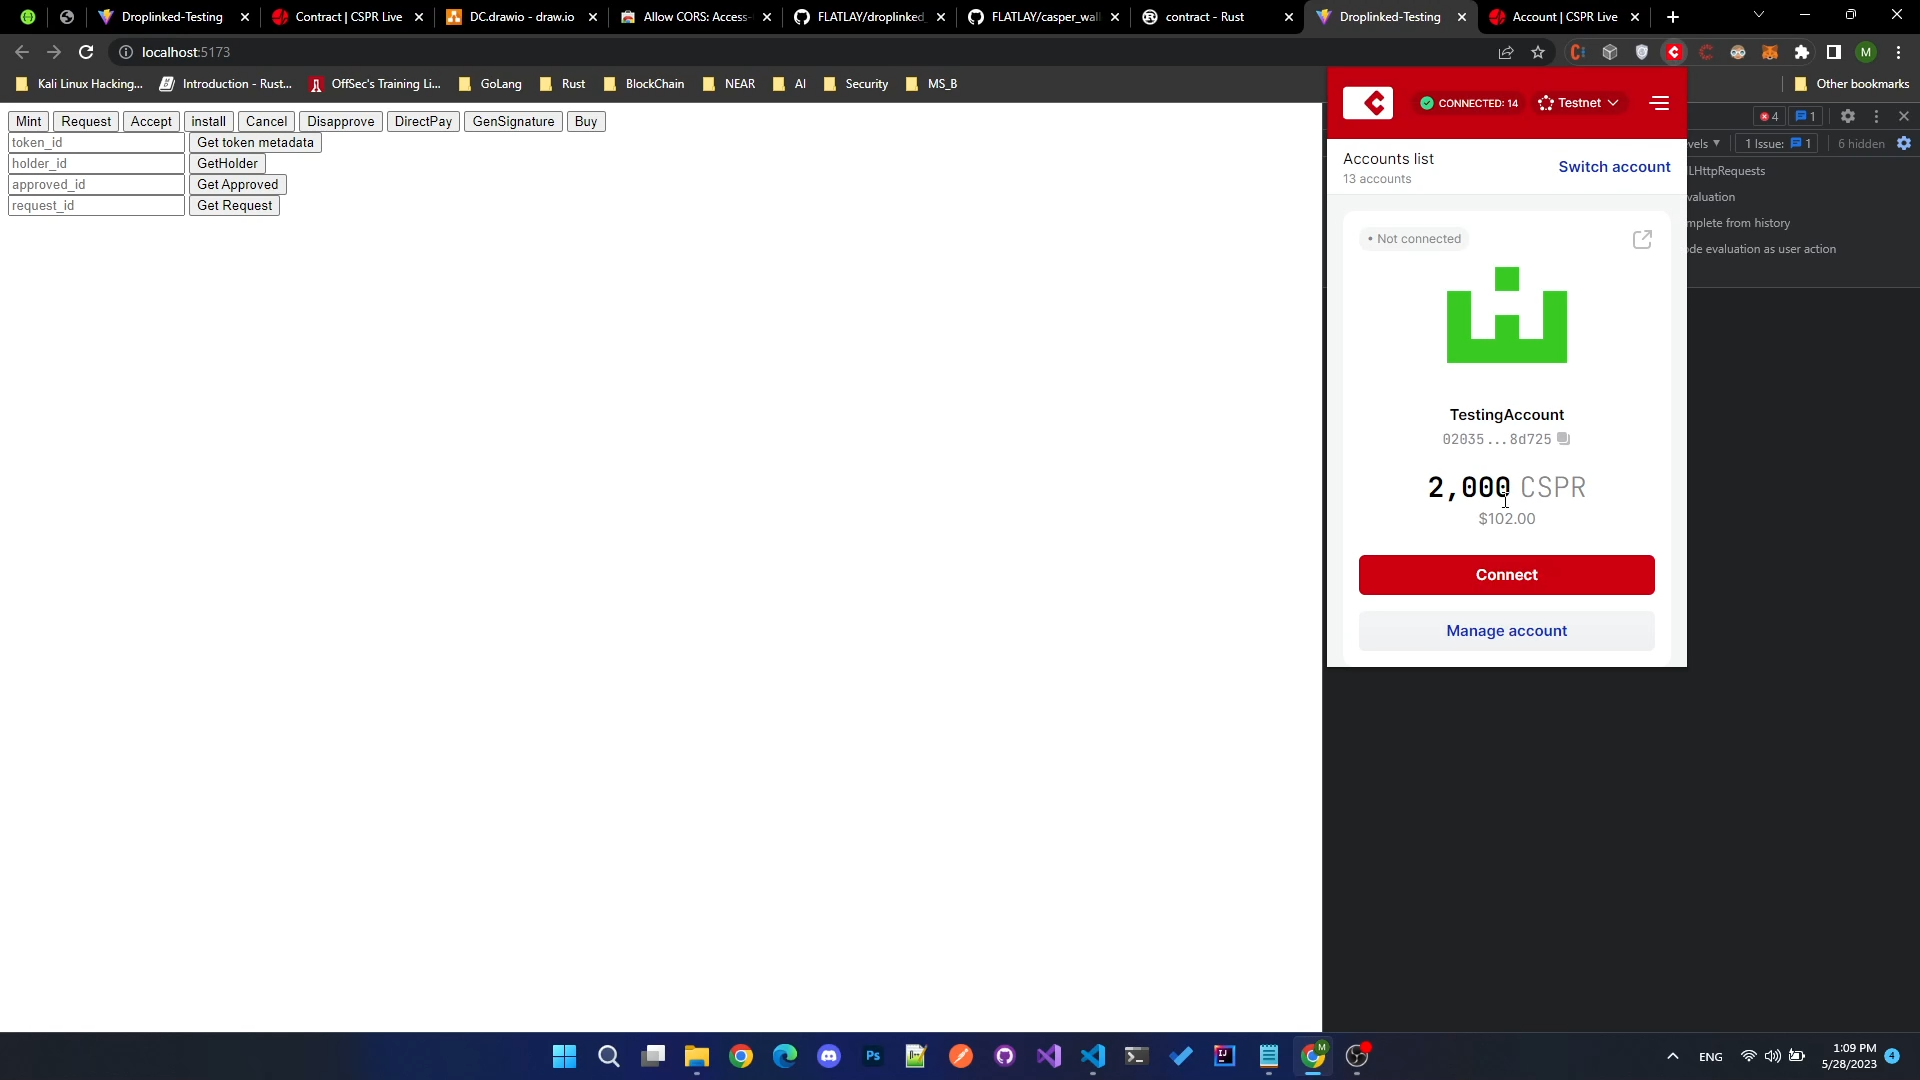 Droplinked-Testing
Contract | CSPR Live
DC.drawio - draw.io
Allow CORS: Access-
FLATLAY/droplinked
FLATLAY/casper_wal
contract - Rust
Droplinked-Testing
Account | CSPR Live
localhost:5173
M
Kali Linux Hacking...
Introduction - Rust...
OffSec's Training Li...
GoLang
Rust
BlockChain
NEAR
AI
Security
MS_B
Other bookmarks
Mint Request Accept install Cancel Disapprove DirectPay GenSignature Buy
token_id Get token metadata
holder_id GetHolder
approved_id Get Approved
request_id Get Request
CONNECTED: 14
Testnet
Accounts list
13 accounts
Switch account
• Not connected
TestingAccount
02035...8d725
2,000 CSPR
$102.00
Connect
Manage account
4 1
vels 1 Issue: 1 6 hidden
LHttpRequests
valuation
mplete from history
ode evaluation as user action
Ps
ENG
1:09 PM
5/28/2023
4